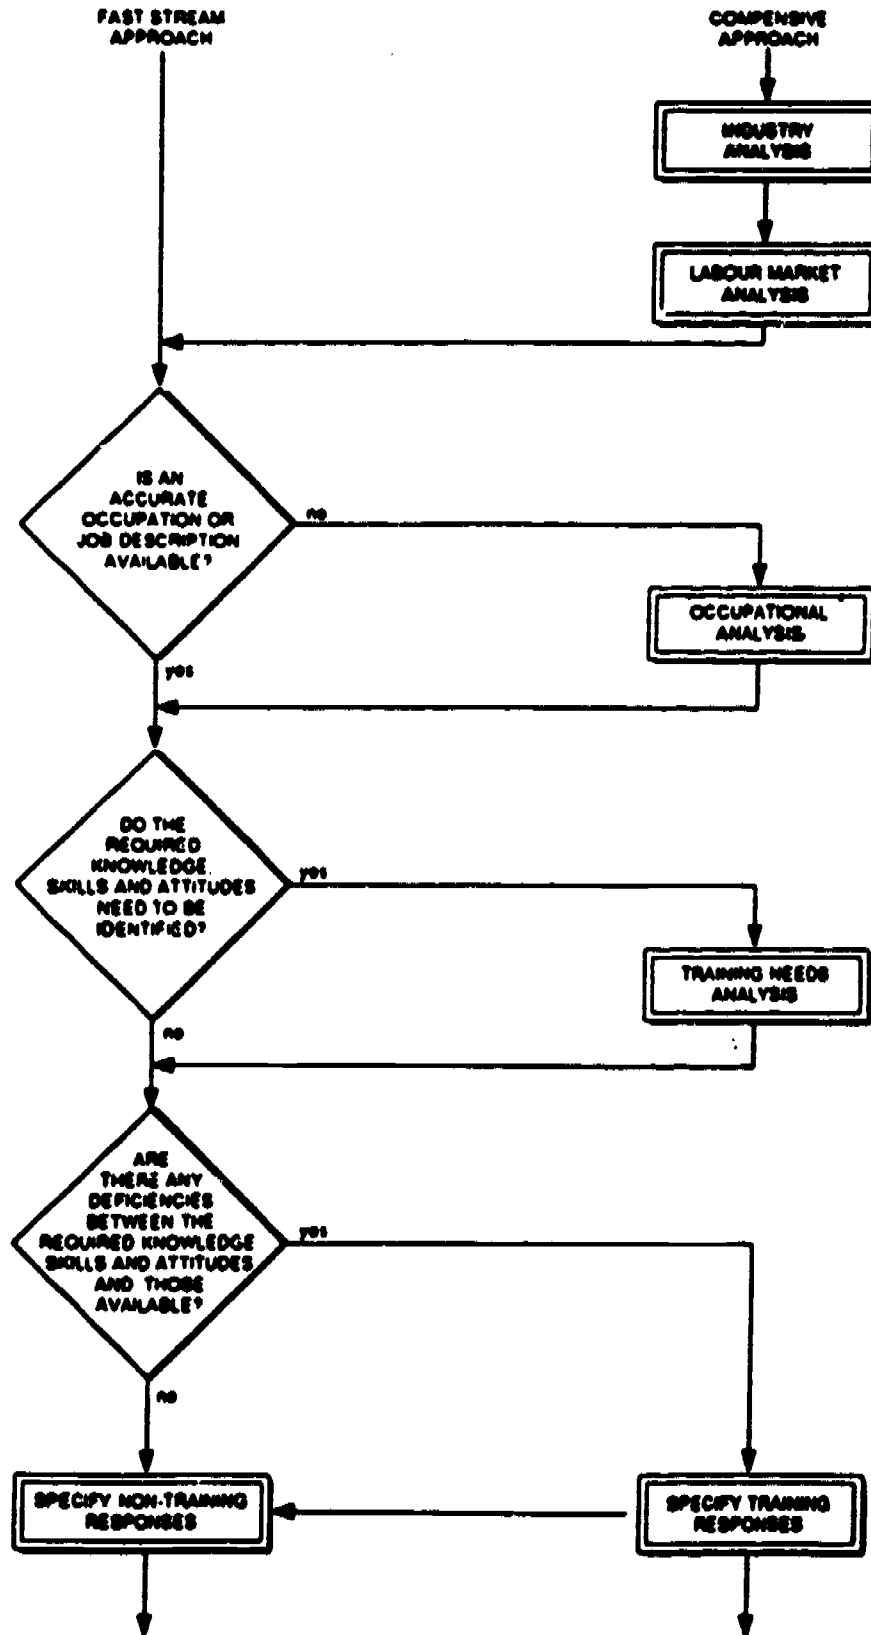 FAST STREAM
APPROACH
COMPENSIVE
APPROACH
INDUSTRY
ANALYSIS
LABOUR MARKET
ANALYSIS
IS AN
ACCURATE
OCCUPATION OR
JOB DESCRIPTION
AVAILABLE?
no
OCCUPATIONAL
ANALYSIS
yes
DO THE
REQUIRED
KNOWLEDGE
SKILLS AND ATTITUDES
NEED TO BE
IDENTIFIED?
yes
TRAINING NEEDS
ANALYSIS
no
ARE
THERE ANY
DEFICIENCIES
BETWEEN THE
REQUIRED KNOWLEDGE
SKILLS AND ATTITUDES
AND THOSE
AVAILABLE?
yes
no
SPECIFY NON-TRAINING
RESPONSES
SPECIFY TRAINING
RESPONSES